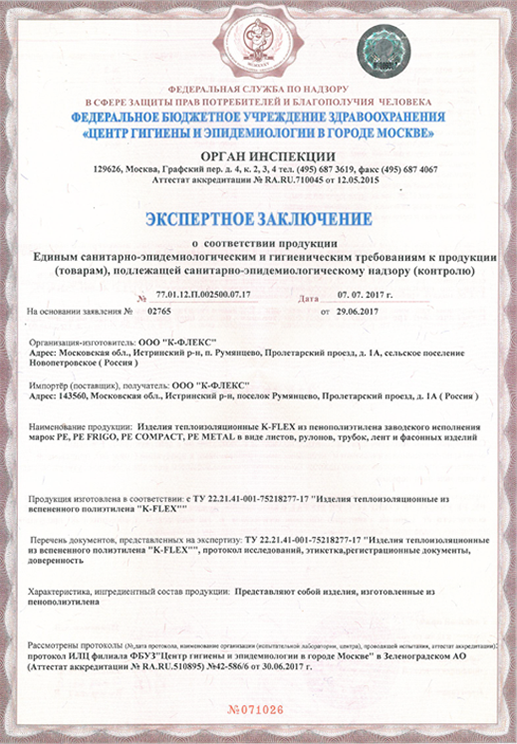 ФЕДЕРАЛЬНАЯ СЛУЖБА ПО НАДЗОРУ
В СФЕРЕ ЗАЩИТЫ ПРАВ ПОТРЕБИТЕЛЕЙ И БЛАГОПОЛУЧИЯ ЧЕЛОВЕКА
ФЕДЕРАЛЬНОЕ БЮДЖЕТНОЕ УЧРЕЖДЕНИЕ ЗДРАВООХРАНЕНИЯ
«ЦЕНТР ГИГИЕНЫ И ЭПИДЕМИОЛОГИИ В ГОРОДЕ МОСКВЕ»
ОРГАН ИНСПЕКЦИИ
129626, Москва, Графский пер. д. 4, к. 2, 3, 4 тел. (495) 687 3619, факс (495) 687 4067
Аттестат аккредитации № RA.RU.710045 от 12.05.2015
ЭКСПЕРТНОЕ ЗАКЛЮЧЕНИЕ
о соответствии продукции
Единым санитарно-эпидемиологическим и гигиеническим требованиям к продукции
(товарам), подлежащей санитарно-эпидемиологическому надзору (контролю)
№ 77.01.12.П.002500.07.17 Дата 07. 07. 2017 г.
На основании заявления № 02765 от 29.06.2017
Организация-изготовитель: ООО "К-ФЛЕКС"
Адрес: Московская обл., Истринский р-н, п. Румянцево, Пролетарский проезд, д. 1А, сельское поселение
Новопетровское ( Россия )
Импортёр (поставщик), получатель: ООО "К-ФЛЕКС"
Адрес: 143560, Московская обл., Истринский р-н, поселок Румянцево, Пролетарский проезд, д. 1А ( Россия )
Наименование продукции: Изделия теплоизоляционные K-FLEX из пенополиэтилена заводского исполнения
марок PE, PE FRIGO, PE COMPACT, PE METAL в виде листов, рулонов, трубок, лент и фасонных изделий
Продукция изготовлена в соответствии: с ТУ 22.21.41-001-75218277-17 "Изделия теплоизоляционные из
вспененного полиэтилена "K-FLEX""
Перечень документов, представленных на экспертизу: ТУ 22.21.41-001-75218277-17 "Изделия теплоизоляционные
из вспененного полиэтилена "K-FLEX"", протокол исследований, этикетка,регистрационные документы,
доверенность
Характеристика, ингредиентный состав продукции: Представляют собой изделия, изготовленные из
пенополиэтилена
Рассмотрены протоколы (№,дата протокола, наименование организации (испытательной лаборатории, центра), проводившей испытания, аттестат аккредитации):
протокол ИЛЦ филиала ФБУЗ"Центр гигиены и эпидемиологии в городе Москве" в Зеленоградском АО
(Аттестат аккредитации № RA.RU.510895) №42-586/6 от 30.06.2017 г.
№071026